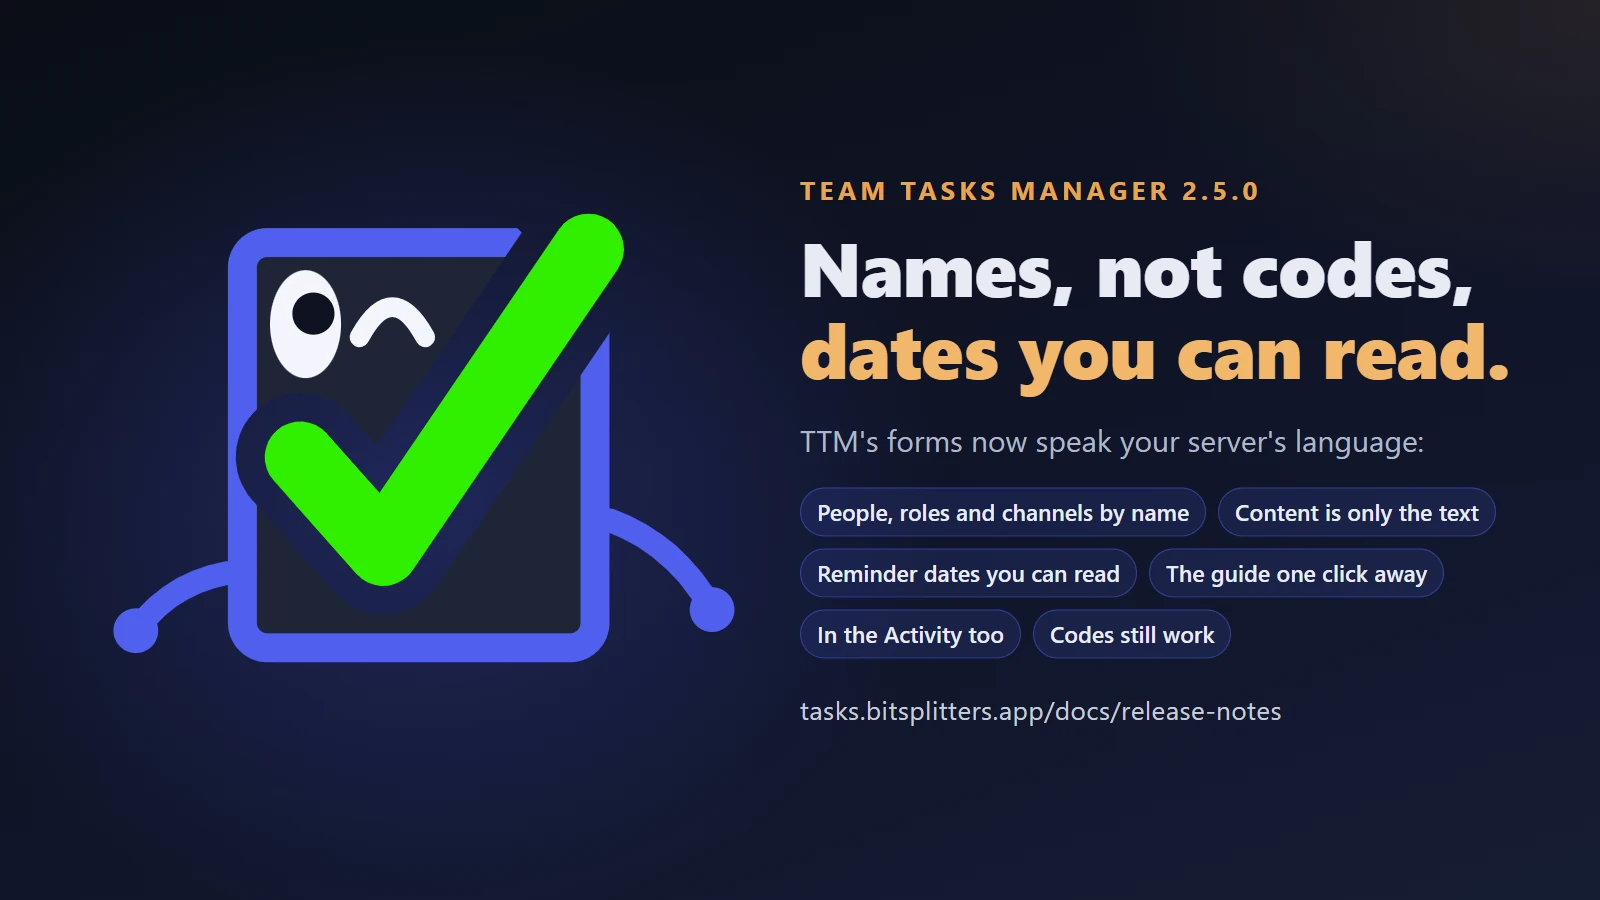 TEAM TASKS MANAGER 2.5.0
Names, not codes,
dates you can read.
TTM's forms now speak your server's language:
People, roles and channels by name
Content is only the text
Reminder dates you can read
The guide one click away
In the Activity too
Codes still work
tasks.bitsplitters.app/docs/release-notes